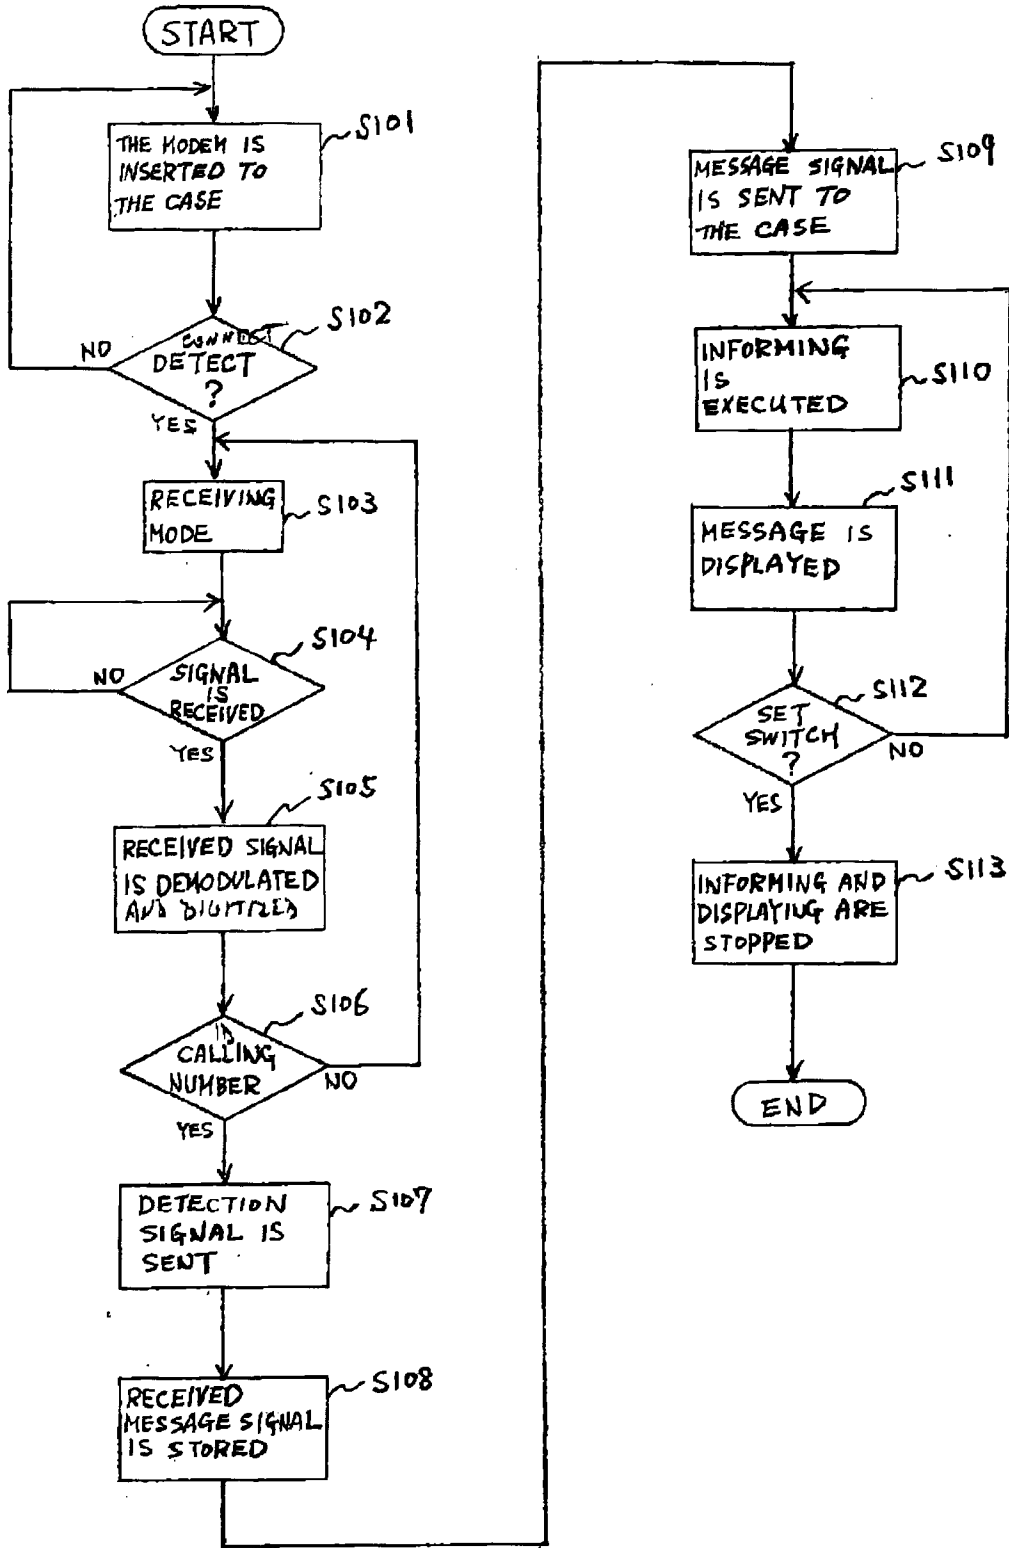 START
THE MODEM IS
INSERTED TO
THE CASE
S101
CONNECT
DETECT
?
S102
NO
YES
RECEIVING
MODE
S103
SIGNAL
IS
RECEIVED
S104
NO
YES
RECEIVED SIGNAL
IS DEMODULATED
AND DIGITIZED
S105
ID
CALLING
NUMBER
S106
NO
YES
DETECTION
SIGNAL IS
SENT
S107
RECEIVED
MESSAGE SIGNAL
IS STORED
S108
MESSAGE SIGNAL
IS SENT TO
THE CASE
S109
INFORMING
IS
EXECUTED
S110
MESSAGE IS
DISPLAYED
S111
SET
SWITCH
?
S112
NO
YES
INFORMING AND
DISPLAYING ARE
STOPPED
S113
END